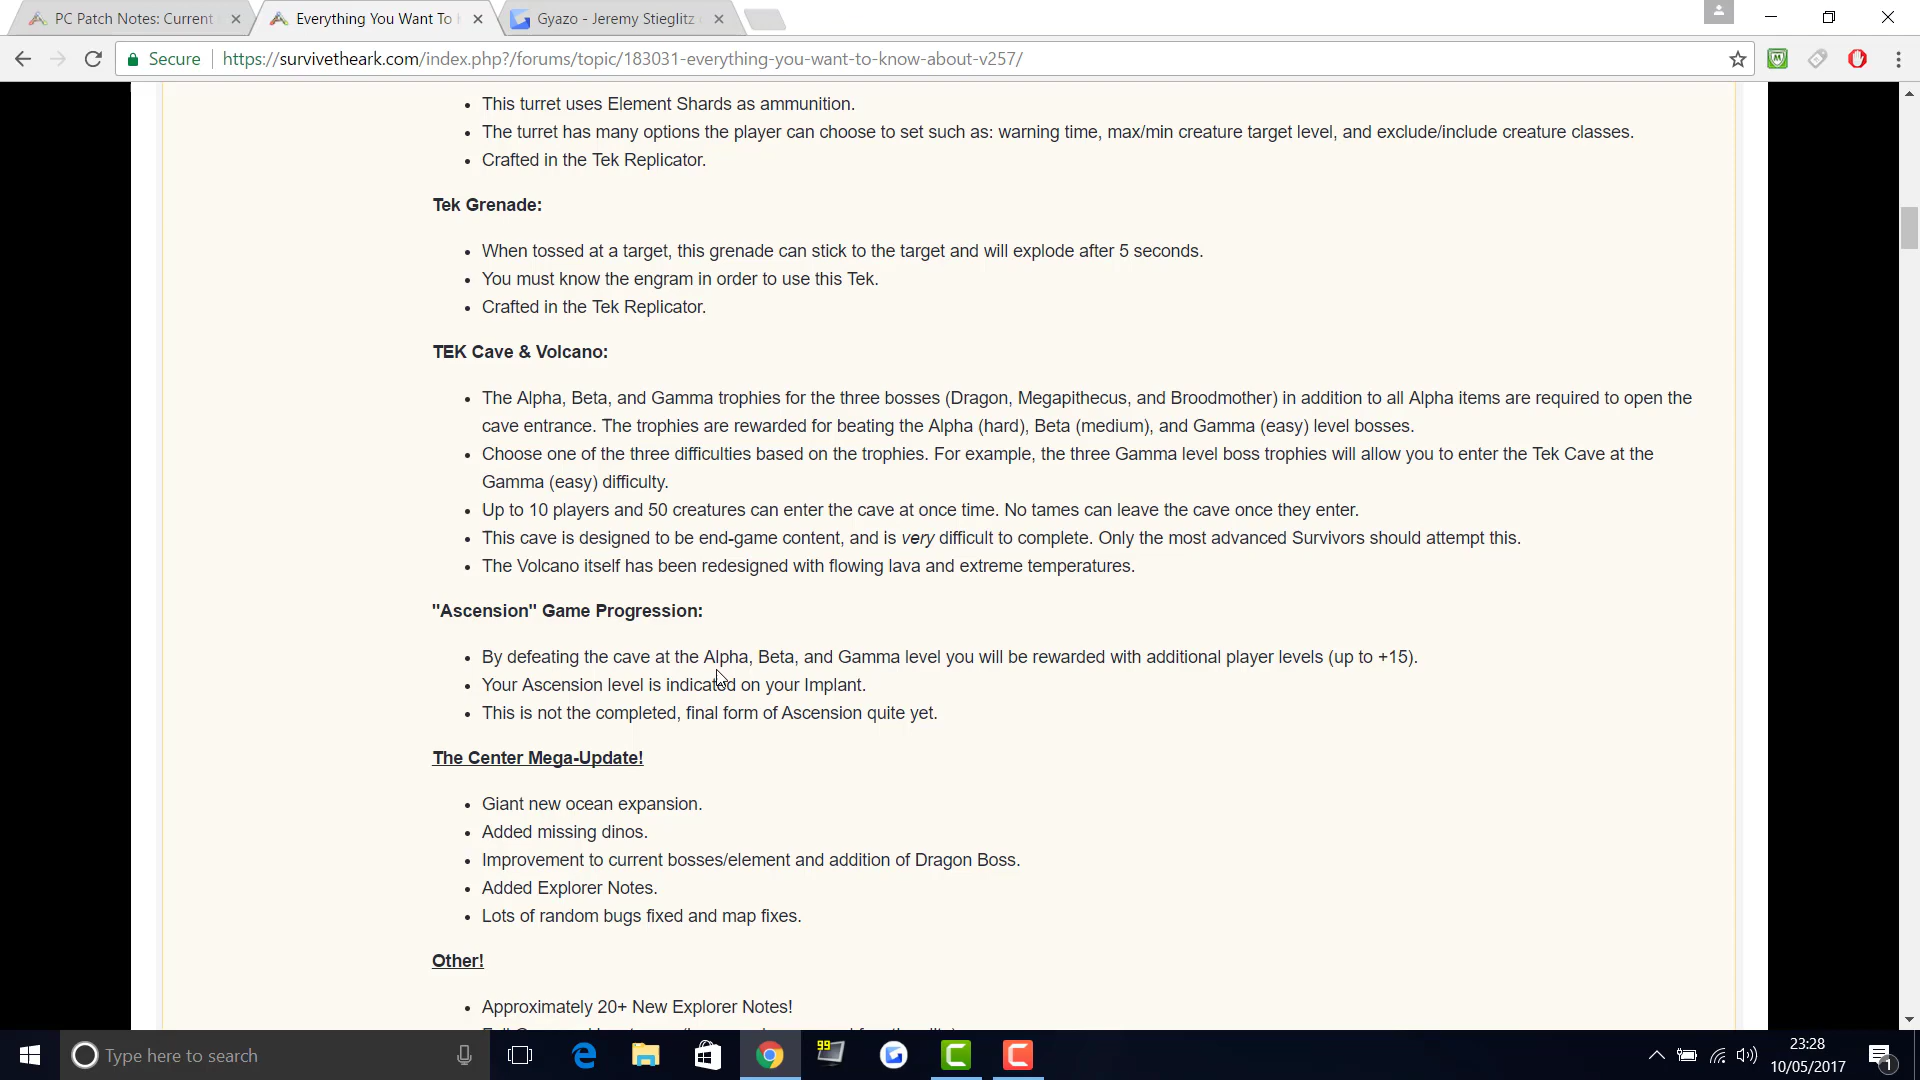 PC Patch Notes: Current
Everything You Want To
Gyazo - Jeremy Stieglitz
Secure
https://survivetheark.com/index.php?/forums/topic/183031-everything-you-want-to-know-about-v257/
This turret uses Element Shards as ammunition.
The turret has many options the player can choose to set such as: warning time, max/min creature target level, and exclude/include creature classes.
Crafted in the Tek Replicator.
Tek Grenade:
When tossed at a target, this grenade can stick to the target and will explode after 5 seconds.
You must know the engram in order to use this Tek.
Crafted in the Tek Replicator.
TEK Cave & Volcano:
The Alpha, Beta, and Gamma trophies for the three bosses (Dragon, Megapithecus, and Broodmother) in addition to all Alpha items are required to open the
cave entrance. The trophies are rewarded for beating the Alpha (hard), Beta (medium), and Gamma (easy) level bosses.
Choose one of the three difficulties based on the trophies. For example, the three Gamma level boss trophies will allow you to enter the Tek Cave at the
Gamma (easy) difficulty.
Up to 10 players and 50 creatures can enter the cave at once time. No tames can leave the cave once they enter.
This cave is designed to be end-game content, and is very difficult to complete. Only the most advanced Survivors should attempt this.
The Volcano itself has been redesigned with flowing lava and extreme temperatures.
"Ascension" Game Progression:
By defeating the cave at the Alpha, Beta, and Gamma level you will be rewarded with additional player levels (up to +15).
Your Ascension level is indicated on your Implant.
This is not the completed, final form of Ascension quite yet.
The Center Mega-Update!
Giant new ocean expansion.
Added missing dinos.
Improvement to current bosses/element and addition of Dragon Boss.
Added Explorer Notes.
Lots of random bugs fixed and map fixes.
Other!
Approximately 20+ New Explorer Notes!
Type here to search
99
23:28
10/05/2017
1